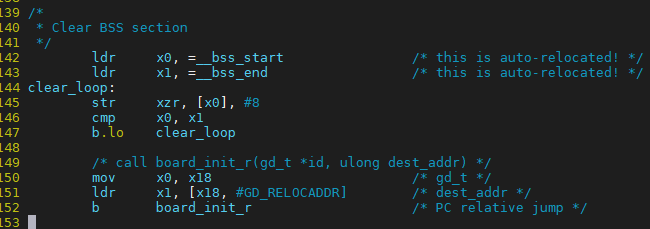 139 /*
140  * Clear BSS section
141  */
142         ldr     x0, =__bss_start                /* this is auto-relocated! */
143         ldr     x1, =__bss_end                  /* this is auto-relocated! */
144 clear_loop:
145         str     xzr, [x0], #8
146         cmp     x0, x1
147         b.lo    clear_loop
148
149         /* call board_init_r(gd_t *id, ulong dest_addr) */
150         mov     x0, x18                         /* gd_t */
151         ldr     x1, [x18, #GD_RELOCADDR]        /* dest_addr */
152         b       board_init_r                    /* PC relative jump */
153